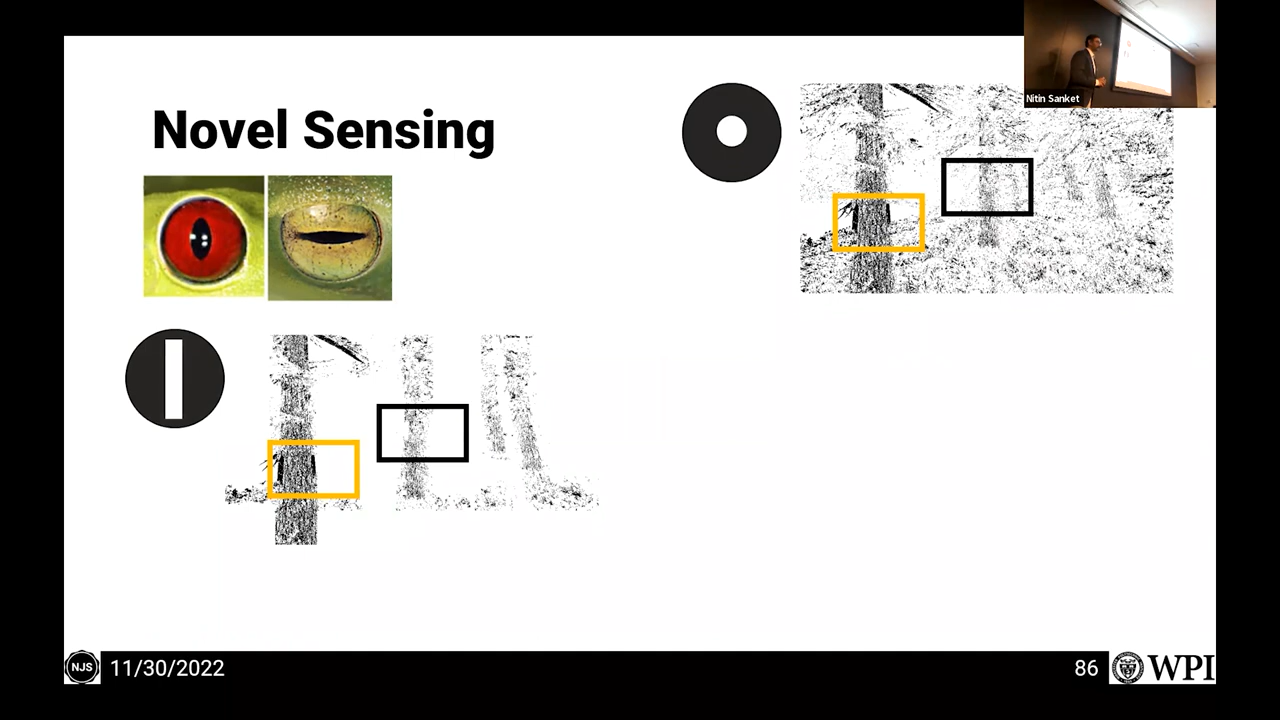 Nitin Sanket
Novel Sensing
NJS
11/30/2022
86
WPI